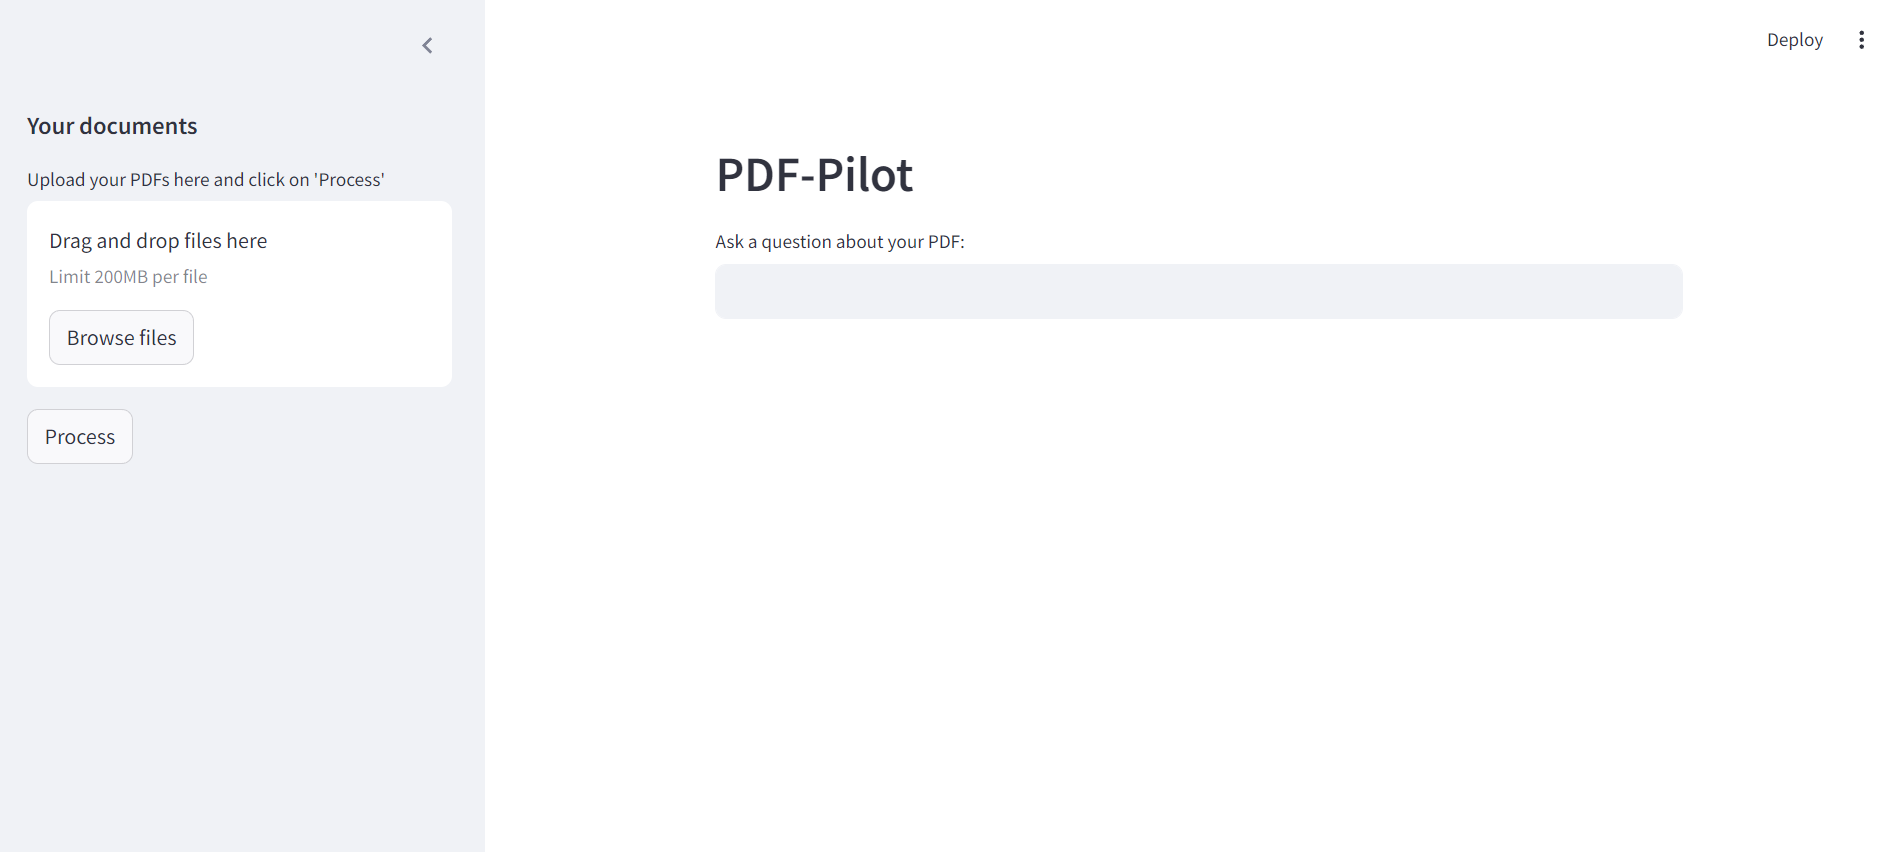 Deploy
Your documents
Upload your PDFs here and click on 'Process'
Drag and drop files here
Limit 200MB per file
Browse files
Process
PDF-Pilot
Ask a question about your PDF: